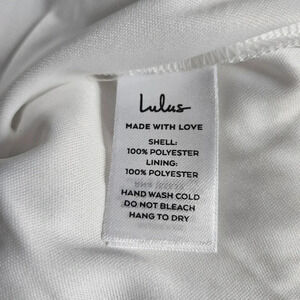 Lulus
MADE WITH LOVE
SHELL:
100% POLYESTER
LINING:
100% POLYESTER
HAND WASH COLD
DO NOT BLEACH
HANG TO DRY